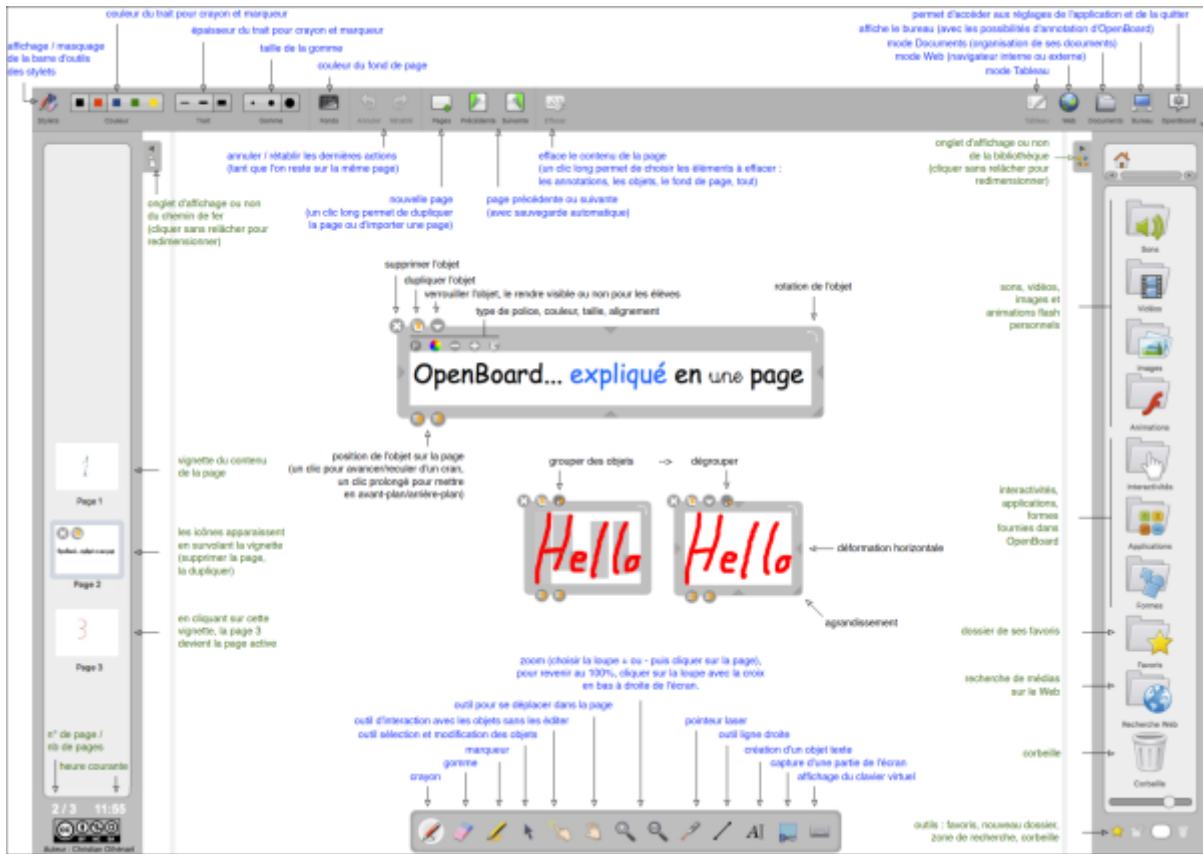 couleur du trait pour crayon et marqueur
épaisseur du trait pour crayon et marqueur
taille de la gomme
couleur du fond de page
affichage / masquage
de la barre d'outils
des stylets
permet d'accéder aux réglages de l'application et de la quitter
affiche le bureau (avec les possibilités d'annotation d'OpenBoard)
mode Documents (organisation de ses documents)
mode Web (navigateur interne ou externe)
mode Tableau
Stylets
Couleur
Trait
Gomme
Fonds
Annuler
Rétablir
Pages
Précédente
Suivante
Effacer
Tableau
Web
Documents
Bureau
OpenBoard
annuler / rétablir les dernières actions
(tant que l'on reste sur la même page)
efface le contenu de la page
(un clic long permet de choisir les éléments à effacer :
les annotations, les objets, le fond de page, tout)
onglet d'affichage ou non
de la bibliothèque
(cliquer sans relâcher pour
redimensionner)
onglet d'affichage ou non
du chemin de fer
(cliquer sans relâcher pour
redimensionner)
nouvelle page
(un clic long permet de dupliquer
la page ou d'importer une page)
page précédente ou suivante
(avec sauvegarde automatique)
supprimer l'objet
dupliquer l'objet
verrouiller l'objet, le rendre visible ou non pour les élèves
type de police, couleur, taille, alignement
rotation de l'objet
OpenBoard... expliqué en une page
position de l'objet sur la page
(un clic pour avancer/reculer d'un cran,
un clic prolongé pour mettre
en avant-plan/arrière-plan)
grouper des objets --> dégrouper
Hello
Hello
déformation horizontale
agrandissement
sons, vidéos,
images et
animations flash
personnels
Sons
Vidéos
Images
Animations
interactivités,
applications,
formes
fournies dans
OpenBoard
Interactivités
Applications
Formes
dossier de ses favoris
Favoris
recherche de médias
sur le Web
Recherche Web
corbeille
Corbeille
outils : favoris, nouveau dossier,
zone de recherche, corbeille
1
Page 1
vignette du contenu
de la page
Page 2
les icônes apparaissent
en survolant la vignette
(supprimer la page,
la dupliquer)
3
Page 3
en cliquant sur cette
vignette, la page 3
devient la page active
n° de page /
nb de pages
heure courante
2 / 3 11:55
Auteur : Christian Othérant
zoom (choisir la loupe + ou - puis cliquer sur la page),
pour revenir au 100%, cliquer sur la loupe avec la croix
en bas à droite de l'écran.
outil pour se déplacer dans la page
outil d'interaction avec les objets sans les éditer
outil sélection et modification des objets
marqueur
gomme
crayon
pointeur laser
outil ligne droite
création d'un objet texte
capture d'une partie de l'écran
affichage du clavier virtuel